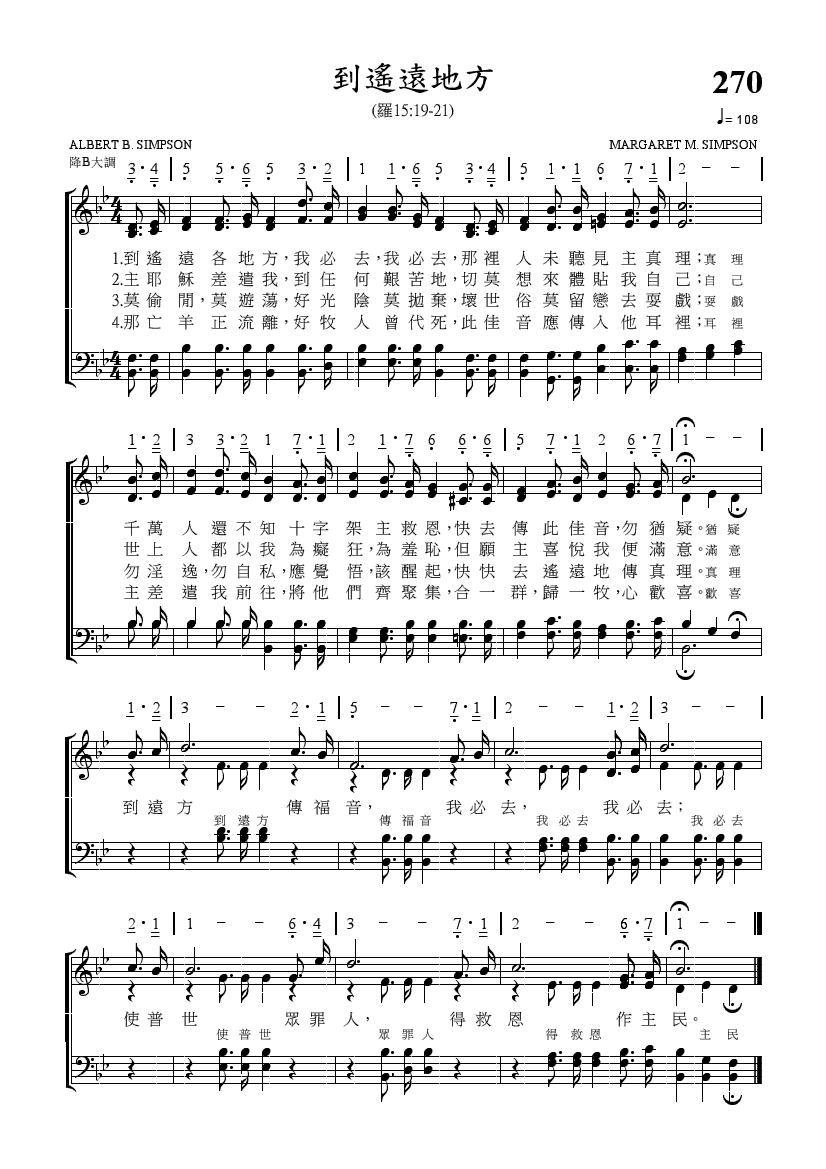 到遙遠地方
270
(羅15:19-21)
♩= 108
ALBERT B. SIMPSON
MARGARET M. SIMPSON
降B大調
1.到遙遠各地方,我必去,我必去,那裡人未聽見主真理;真理
2.主耶穌差遣我,到任何艱苦地,切莫想來體貼我自己;自己
3.莫偷閒,莫遊蕩,好光陰莫拋棄,壞世俗莫留戀去耍戲;耍戲
4.那亡羊正流離,好牧人曾代死,此佳音應傳入他耳裡;耳裡
千萬人還不知十字架主救恩,快去傳此佳音,勿猶疑。猶疑
世上人都以我為癡狂,為羞恥,但願主喜悅我便滿意。滿意
勿淫逸,勿自私,應覺悟,該醒起,快快去遙遠地傳真理。真理
主差遣我前往,將他們齊聚集,合一群,歸一牧,心歡喜。歡喜
到遠方傳福音,我必去,我必去;
到遠方 傳福音 我必去 我必去
使普世眾罪人,得救恩作主民。
使普世 眾罪人 得救恩 主民